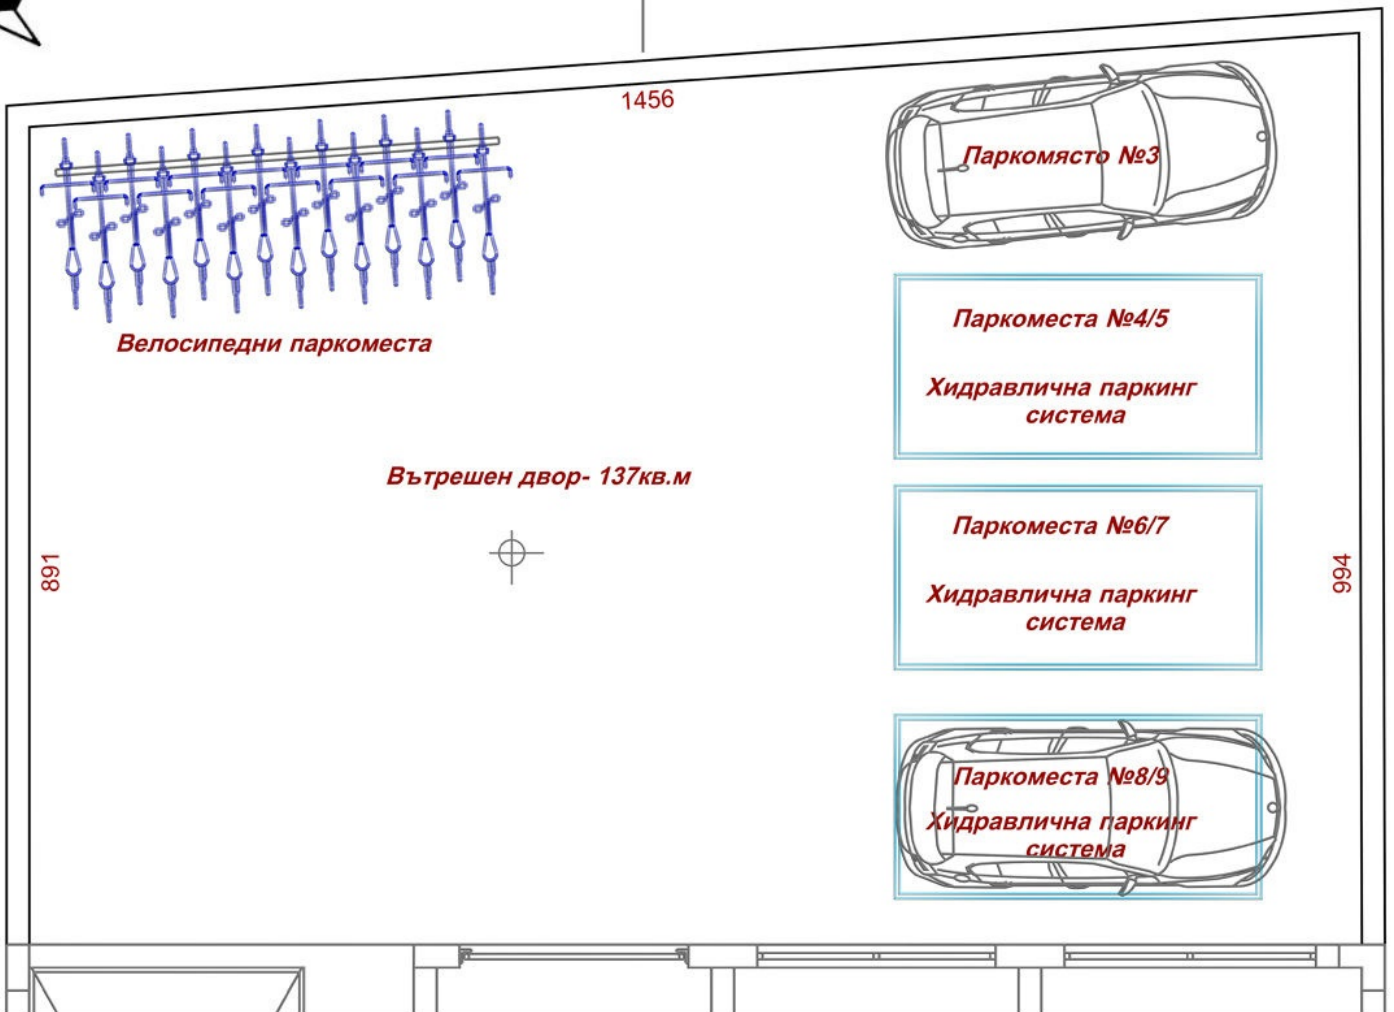 1456
Паркомясто №3
Паркоместа №4/5
Хидравлична паркинг
система
Велосипедни паркоместа
Вътрешен двор- 137кв.м
Паркоместа №6/7
Хидравлична паркинг
система
891
994
Паркоместа №8/9
Хидравлична паркинг
система